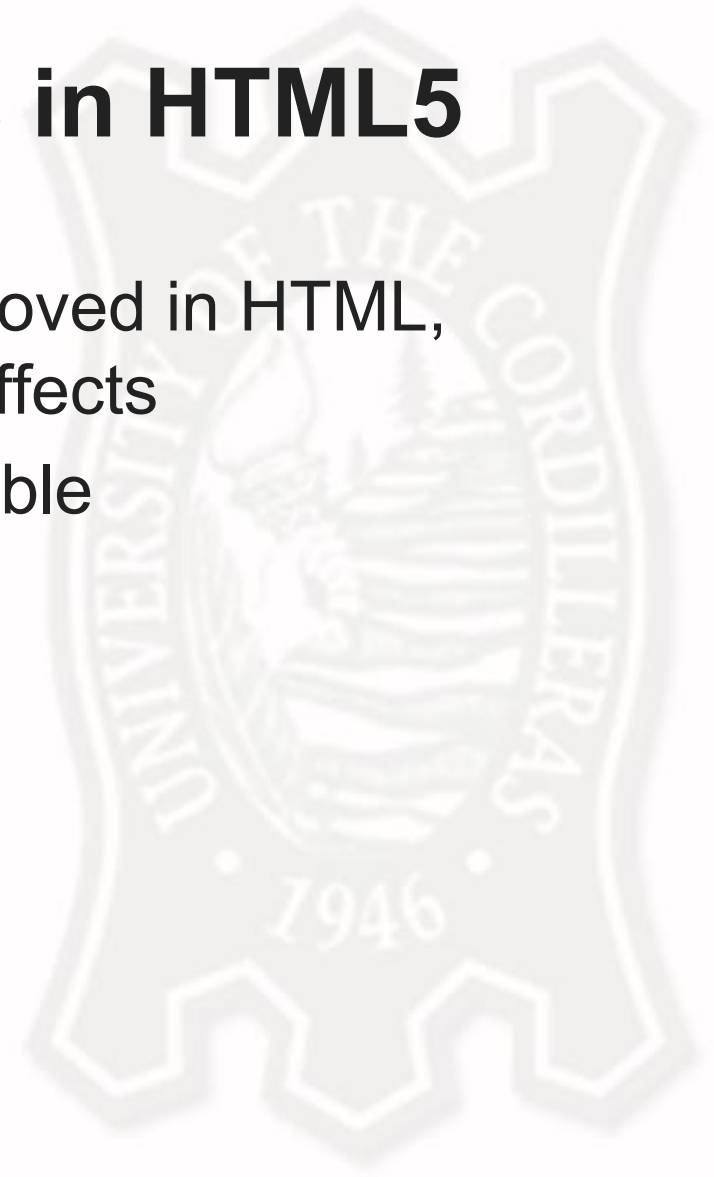 in HTML5
oved in HTML,
ffects
ble
UNIVERSITY OF THE CORDILLERAS
1946